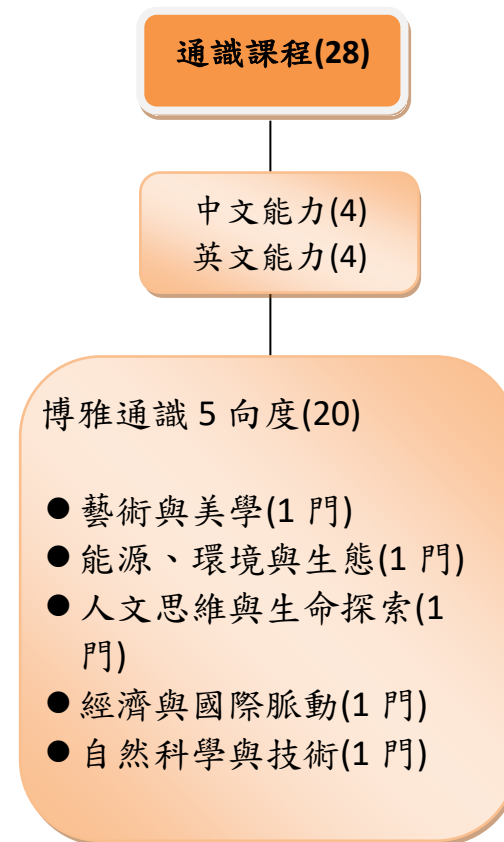 通識課程(28)
中文能力(4)
英文能力(4)
博雅通識 5 向度(20)
●藝術與美學(1 門)
●能源、環境與生態(1 門)
●人文思維與生命探索(1
門)
●經濟與國際脈動(1 門)
●自然科學與技術(1 門)